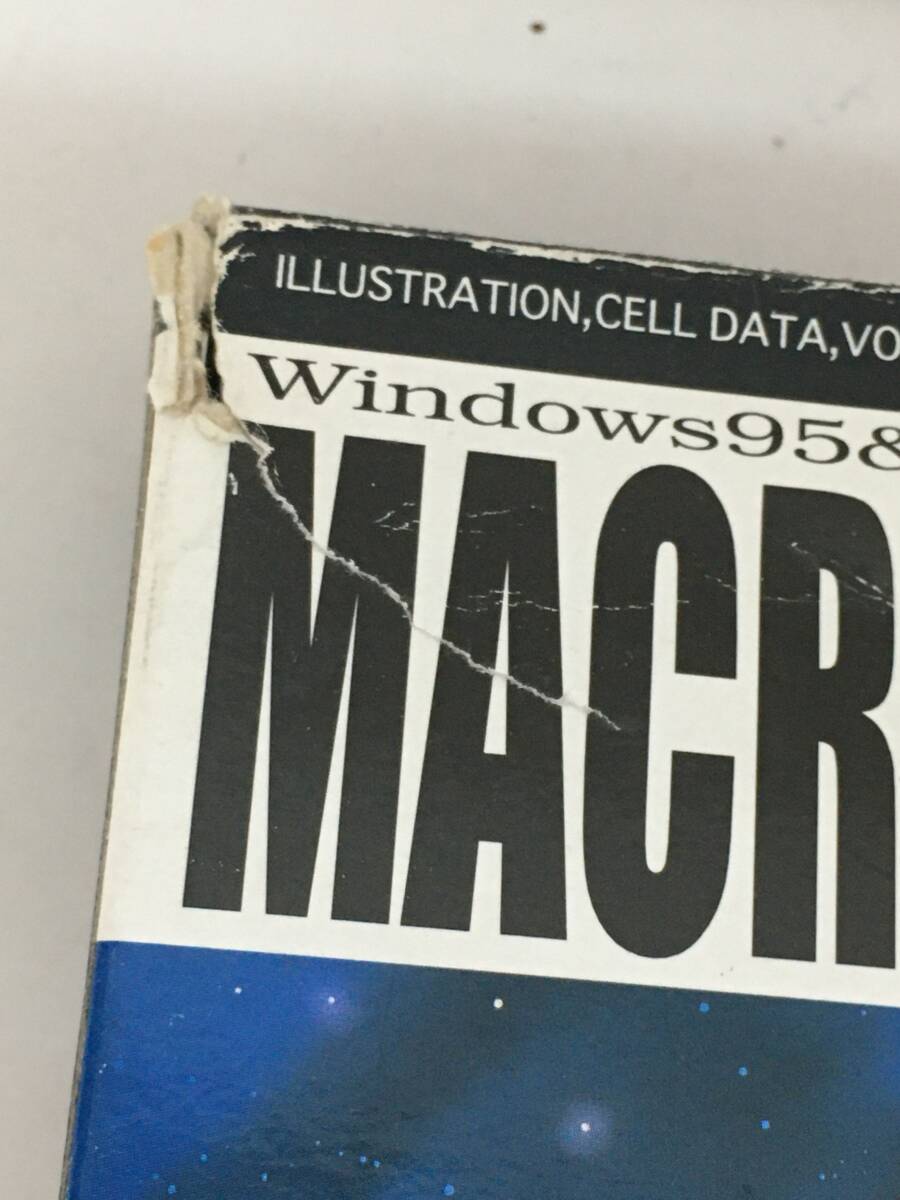 ILLUSTRATION,CELL DATA,VO
Windows95&
MACR